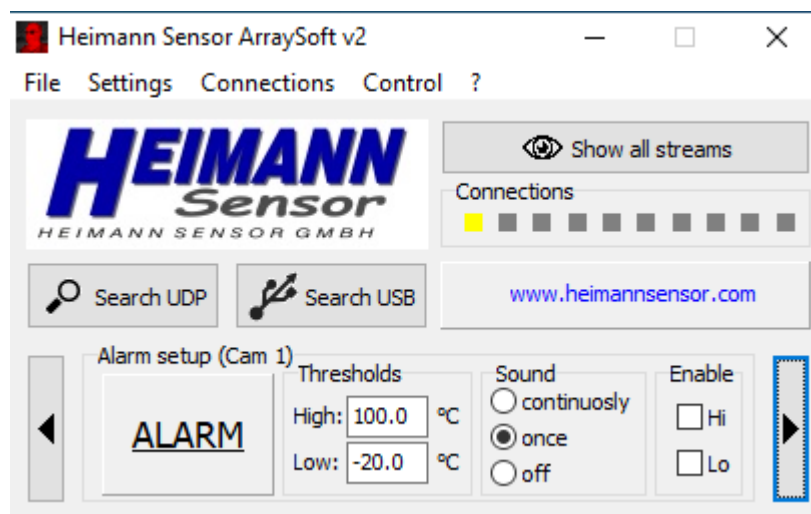 Heimann Sensor ArraySoft v2
File Settings Connections Control ?
HEIMANN
Sensor
HEIMANN SENSOR GMBH
Show all streams
Connections
Search UDP Search USB www.heimannsensor.com
Alarm setup (Cam 1)
ALARM
Thresholds
High: 100.0 °C
Low: -20.0 °C
Sound
continuosly
once
off
Enable
Hi
Lo